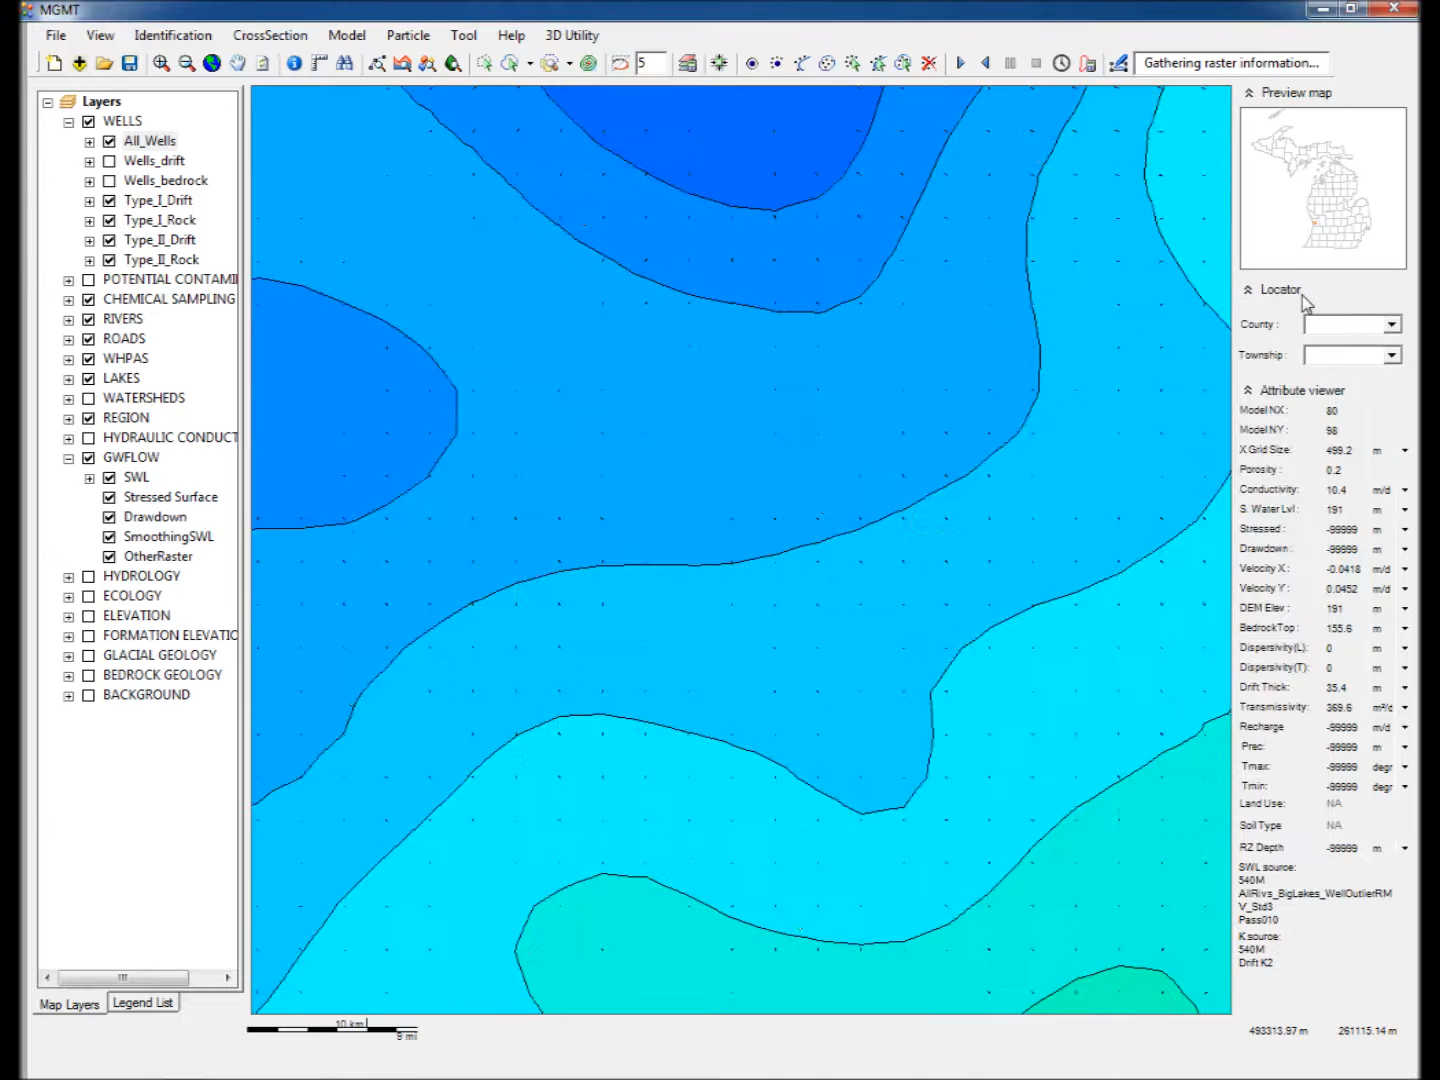 MGMT
File View Identification CrossSection Model Particle Tool Help 3D Utility
5
Gathering raster information...
Layers
WELLS
All_Wells
Wells_drift
Wells_bedrock
Type_I_Drift
Type_I_Rock
Type_II_Drift
Type_II_Rock
POTENTIAL CONTAMI
CHEMICAL SAMPLING
RIVERS
ROADS
WHPAS
LAKES
WATERSHEDS
REGION
HYDRAULIC CONDUCT
GWFLOW
SWL
Stressed Surface
Drawdown
SmoothingSWL
OtherRaster
HYDROLOGY
ECOLOGY
ELEVATION
FORMATION ELEVATIO
GLACIAL GEOLOGY
BEDROCK GEOLOGY
BACKGROUND
Map Layers Legend List
10 km
9 mi
Preview map
Locator
County :
Township :
Attribute viewer
Model NX : 80
Model NY : 98
X Grid Size: 499.2 m
Porosity : 0.2
Conductivity: 10.4 m/d
S. Water Lvl : 191 m
Stressed : -99999 m
Drawdown : -99999 m
Velocity X : -0.0418 m/d
Velocity Y : 0.0452 m/d
DEM Elev : 191 m
BedrockTop : 155.6 m
Dispersivity(L): 0 m
Dispersivity(T): 0 m
Drift Thick: 35.4 m
Transmissivity: 369.6 m²/d
Recharge -99999 m/d
Prec: -99999 m
Tmax: -99999 degr
Tmin: -99999 degr
Land Use: NA
Soil Type NA
RZ Depth -99999 m
SWL source:
540M
AllRivs_BigLakes_WellOutlierRM
V_Std3
Pass010
K source:
540M
Drift K2
493313.97 m 261115.14 m